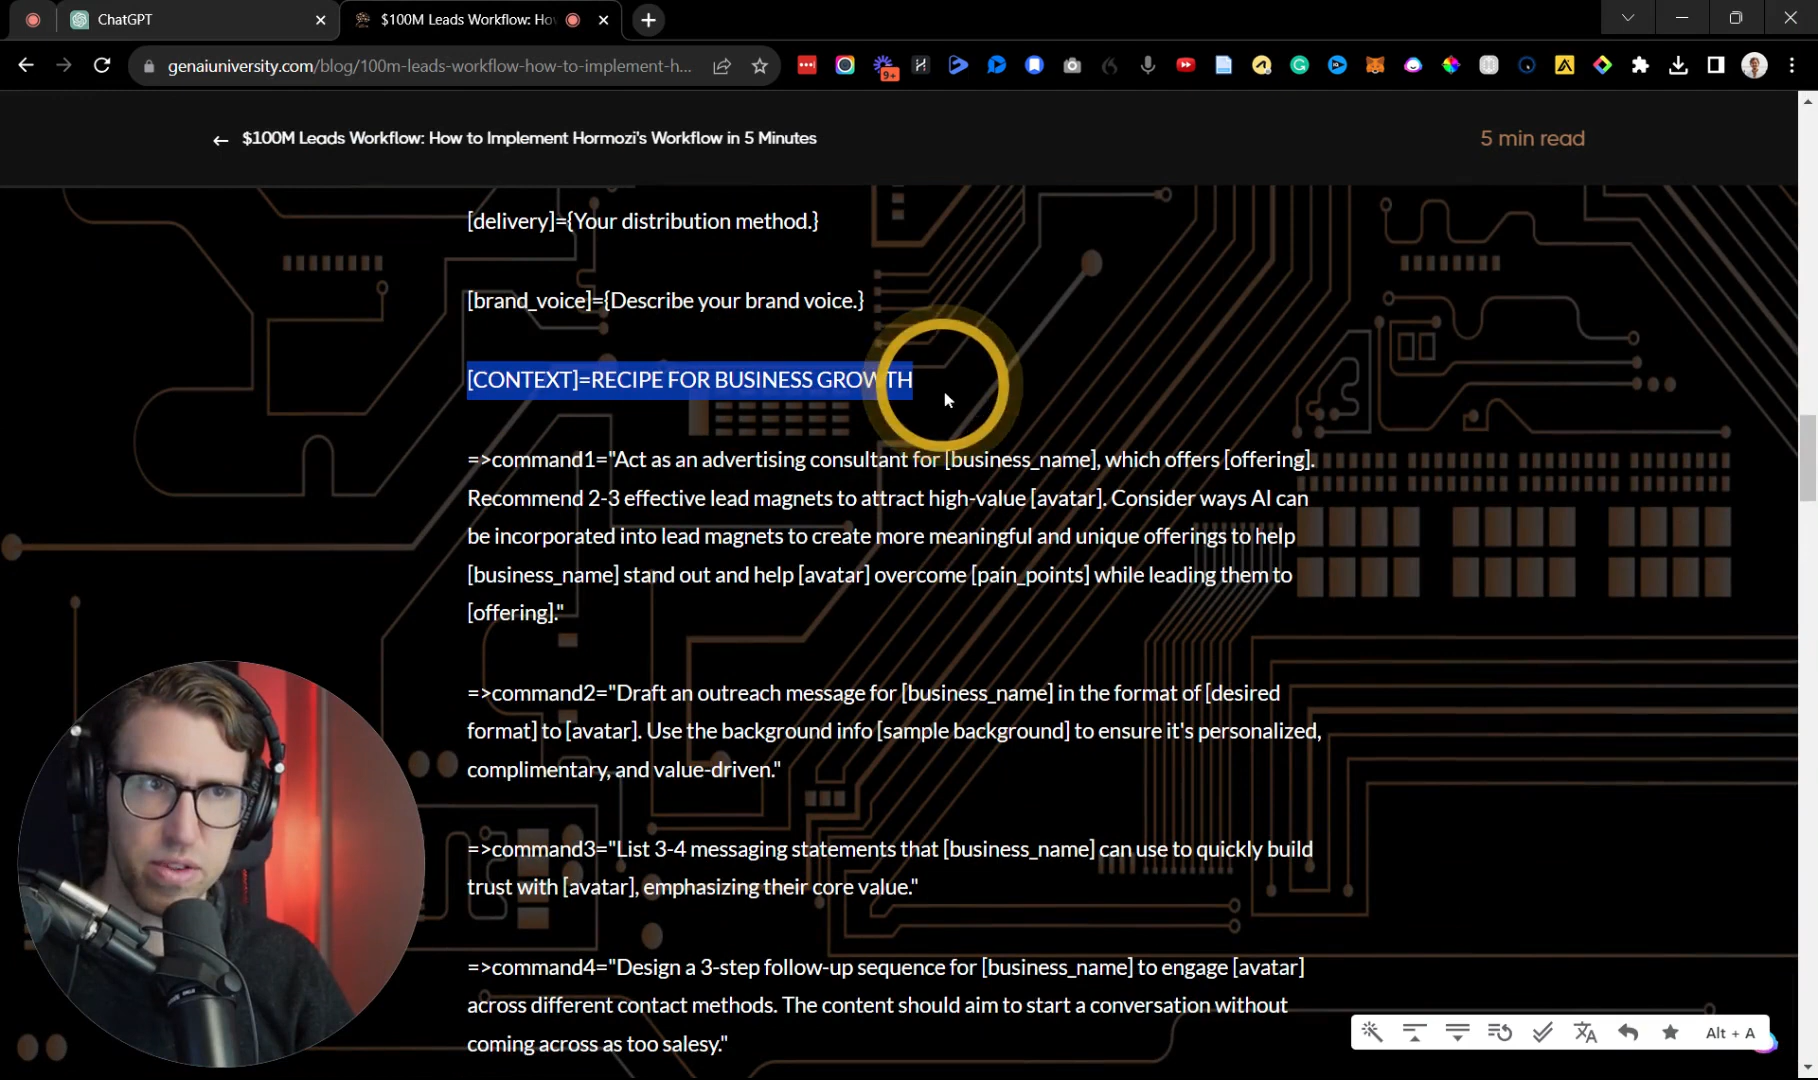 ChatGPT
$100M Leads Workflow: Ho
genaiuniversity.com/blog/100m-leads-workflow-how-to-implement-h...
9+
$100M Leads Workflow: How to Implement Hormozi's Workflow in 5 Minutes
5 min read
[delivery]={Your distribution method.}
[brand_voice]={Describe your brand voice.}
[CONTEXT]=RECIPE FOR BUSINESS GROWTH
=>command1="Act as an advertising consultant for [business_name], which offers [offering].
Recommend 2-3 effective lead magnets to attract high-value [avatar]. Consider ways AI can
be incorporated into lead magnets to create more meaningful and unique offerings to help
[business_name] stand out and help [avatar] overcome [pain_points] while leading them to
[offering]."
=>command2="Draft an outreach message for [business_name] in the format of [desired
format] to [avatar]. Use the background info [sample background] to ensure it's personalized,
complimentary, and value-driven."
=>command3="List 3-4 messaging statements that [business_name] can use to quickly build
trust with [avatar], emphasizing their core value."
=>command4="Design a 3-step follow-up sequence for [business_name] to engage [avatar]
across different contact methods. The content should aim to start a conversation without
coming across as too salesy."
Alt + A